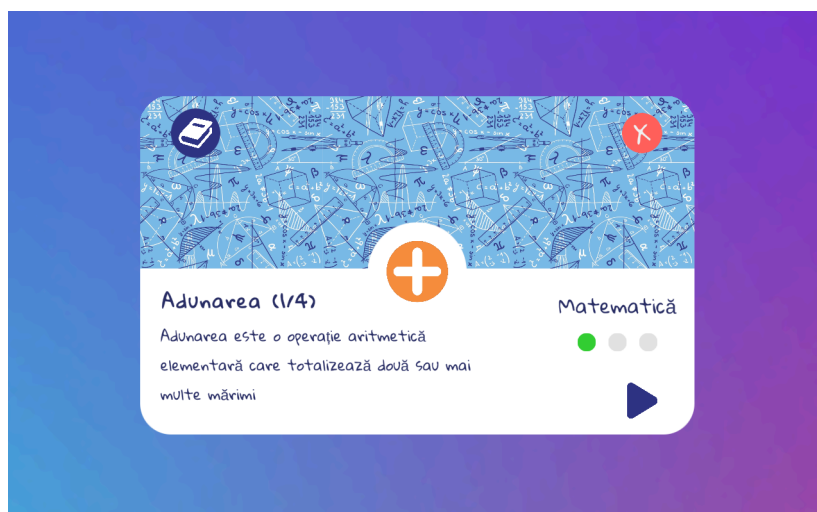 Adunarea (1/4)
Adunarea este o operație aritmetică
elementară care totalizează două sau mai
multe mărimi
Matematică